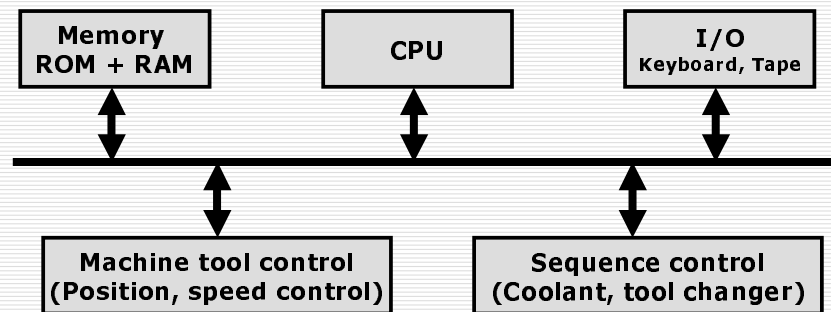 Memory
ROM + RAM
CPU
I/O
Keyboard, Tape
Machine tool control
(Position, speed control)
Sequence control
(Coolant, tool changer)